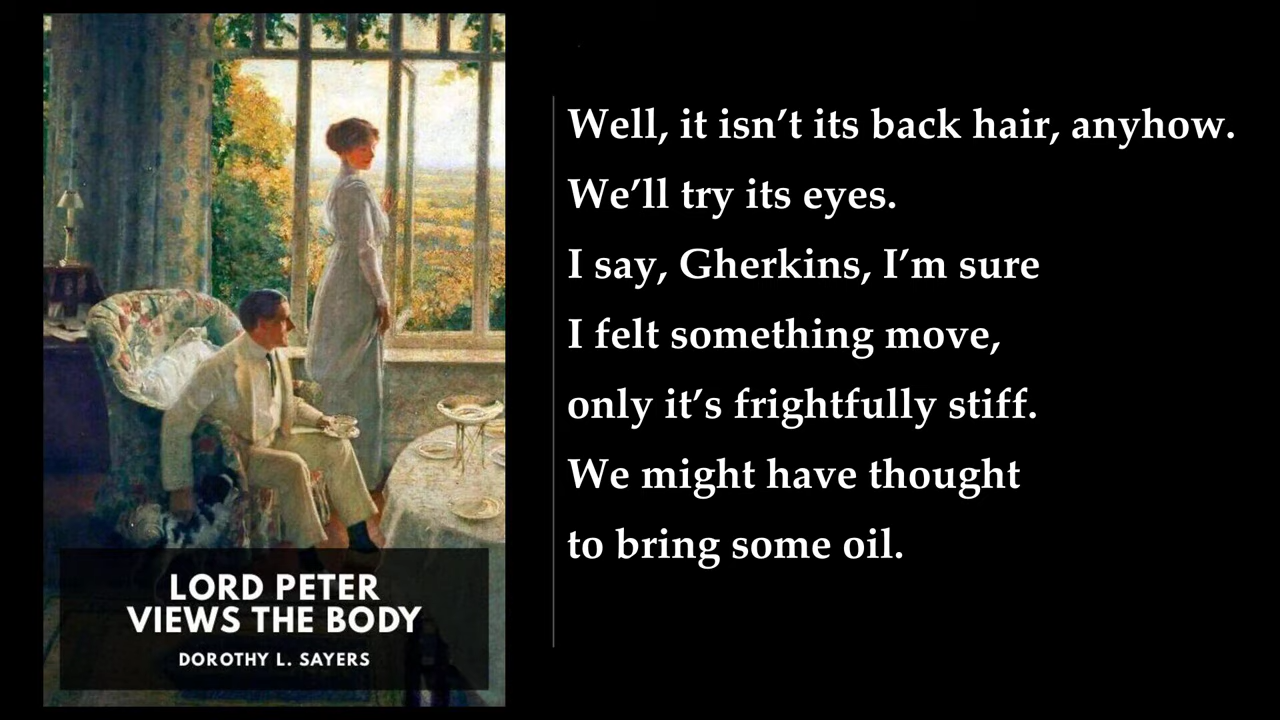 Well, it isn’t its back hair, anyhow.
We’ll try its eyes.
I say, Gherkins, I’m sure
I felt something move,
only it’s frightfully stiff.
We might have thought
to bring some oil.
LORD PETER
VIEWS THE BODY
DOROTHY L. SAYERS